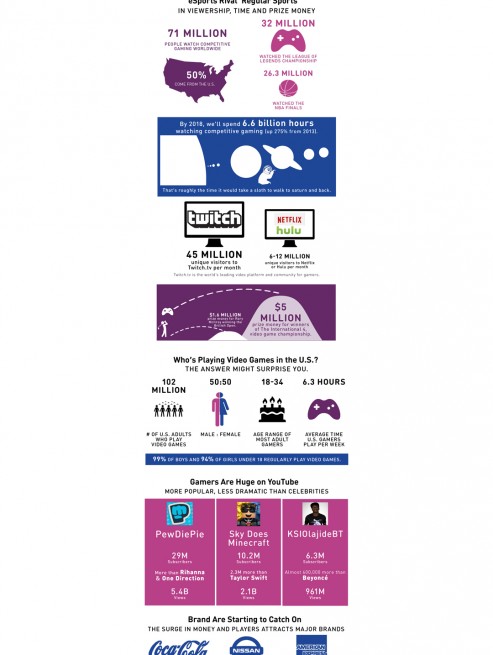 eSports Rival Regular Sports
IN VIEWERSHIP, TIME AND PRIZE MONEY
71 MILLION
PEOPLE WATCH COMPETITIVE
GAMING WORLDWIDE
50%
COME FROM THE U.S.
32 MILLION
WATCHED THE LEAGUE OF
LEGENDS CHAMPIONSHIP
26.3 MILLION
WATCHED THE
NBA FINALS
By 2018, we'll spend 6.6 billion hours
watching competitive gaming (up 275% from 2013).
That's roughly the time it would take a sloth to walk to saturn and back.
twitch
45 MILLION
unique visitors to
Twitch.tv per month
NETFLIX
hulu
6-12 MILLION
unique visitors to Netflix
or Hulu per month
Twitch.tv is the world's leading video platform and community for gamers.
$1.6 MILLION
prize money for
winning the
British Open
$5
MILLION
prize money for winners
of The International 4,
video game championship.
Who's Playing Video Games in the U.S.?
THE ANSWER MIGHT SURPRISE YOU.
102
MILLION
# OF U.S. ADULTS
WHO PLAY
VIDEO GAMES
50:50
MALE : FEMALE
18-34
AGE RANGE OF
MOST ADULT
GAMERS
6.3 HOURS
AVERAGE TIME
U.S. GAMERS
PLAY PER WEEK
99% OF BOYS AND 94% OF GIRLS UNDER 18 REGULARLY PLAY VIDEO GAMES.
Gamers Are Huge on YouTube
MORE POPULAR, LESS DRAMATIC THAN CELEBRITIES
PewDiePie
29M
Subscribers
More than Rihanna
& One Direction
5.4B
Views
Sky Does
Minecraft
10.2M
Subscribers
2.3M more than
Taylor Swift
2.1B
Views
KSIOlajideBT
6.3M
Subscribers
Almost 600,000 more than
Beyoncé
961M
Views
Brand Are Starting to Catch On
THE SURGE IN MONEY AND PLAYERS ATTRACTS MAJOR BRANDS
Coca-Cola
NISSAN
AMERICAN